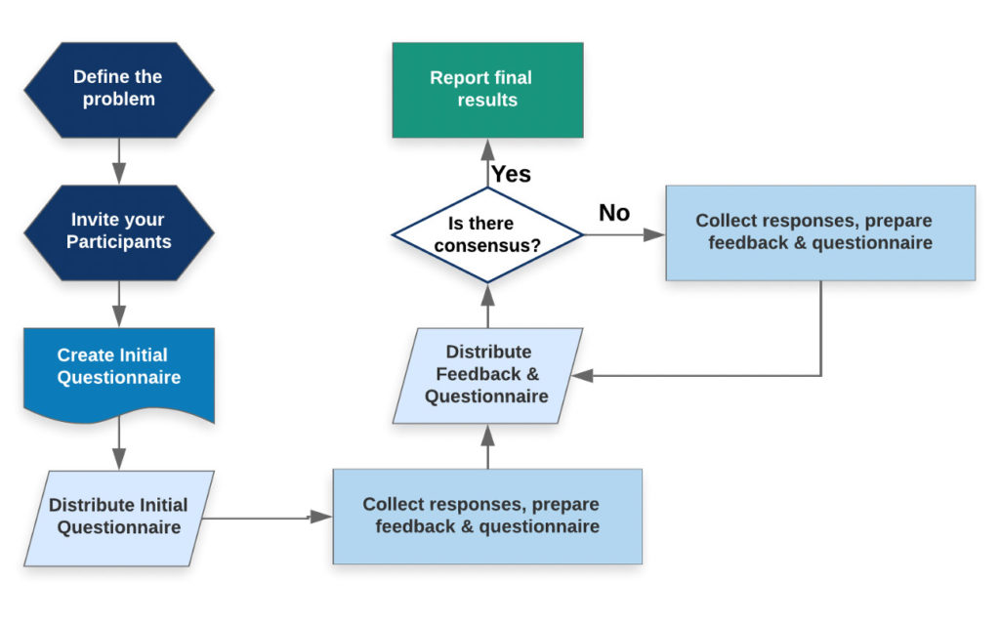 Define the
problem
Invite your
Participants
Create Initial
Questionnaire
Distribute Initial
Questionnaire
Collect responses, prepare
feedback & questionnaire
Distribute
Feedback &
Questionnaire
Is there
consensus?
Yes
Report final
results
No
Collect responses, prepare
feedback & questionnaire